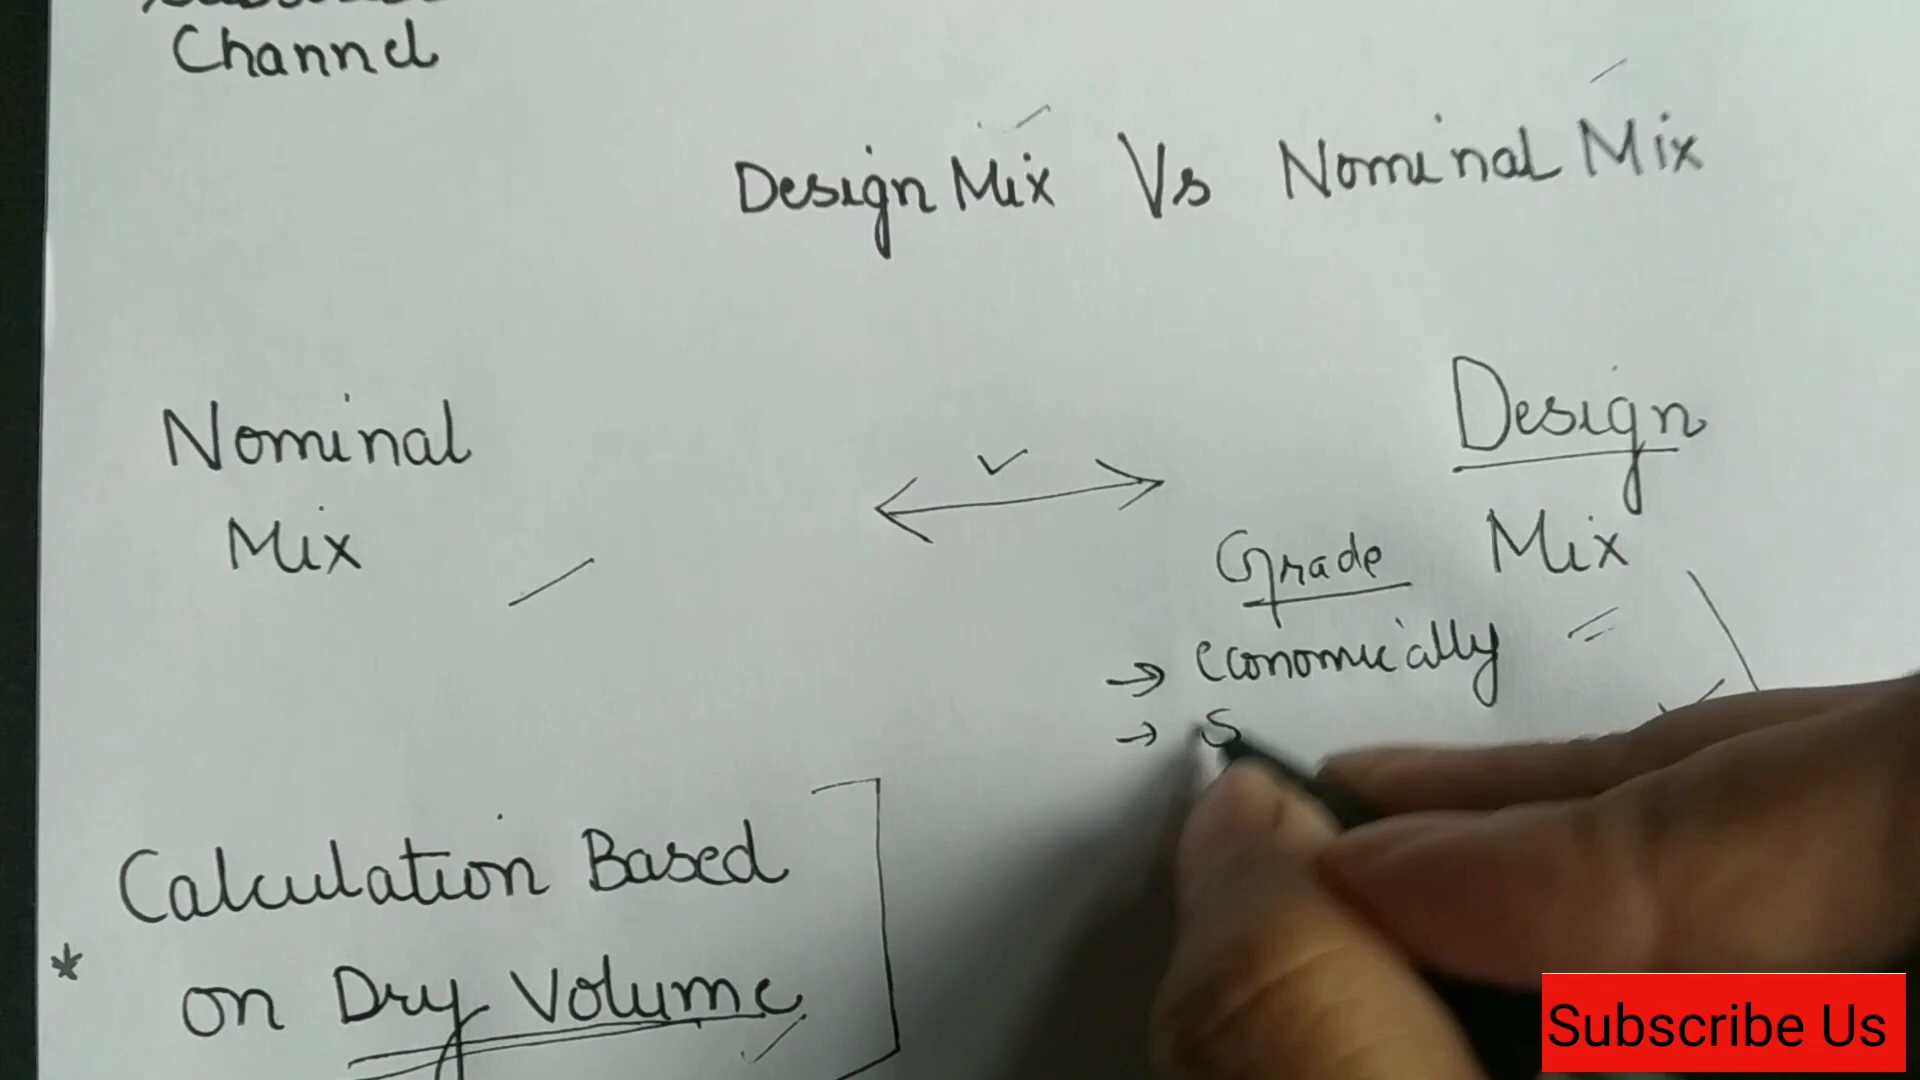 Channel
Design Mix Vs Nominal Mix
Nominal
Mix
Design
Mix
Grade
→ economically
→ S
Calculation Based
* on Dry Volume
Subscribe Us